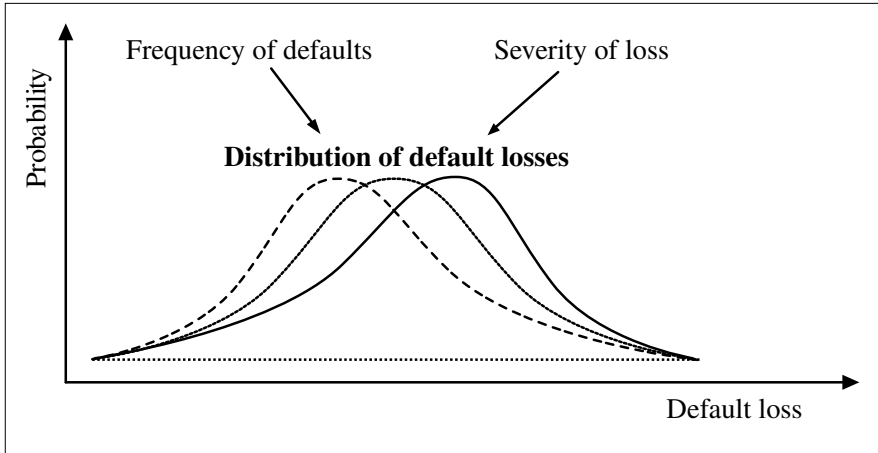 Frequency of defaults
Severity of loss
Probability
Distribution of default losses
Default loss